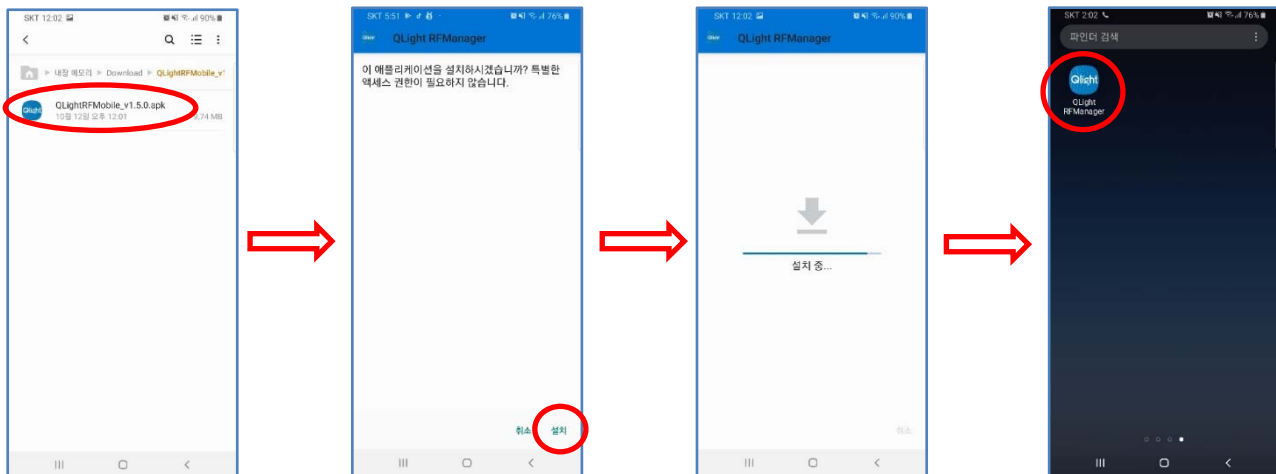 SKT 12:02
90%
내장 메모리 ▶ Download ▶ QLightRFMobile_v1
Qlight
QLightRFMobile_v1.5.0.apk
10월 12일 오후 12:01
.74 MB
SKT 5:51
76%
QLight RFManager
이 애플리케이션을 설치하시겠습니까? 특별한
액세스 권한이 필요하지 않습니다.
취소 설치
SKT 12:02
90%
QLight RFManager
설치 중...
취소
SKT 2:02
76%
파인더 검색
Qlight
QLight
RFManager